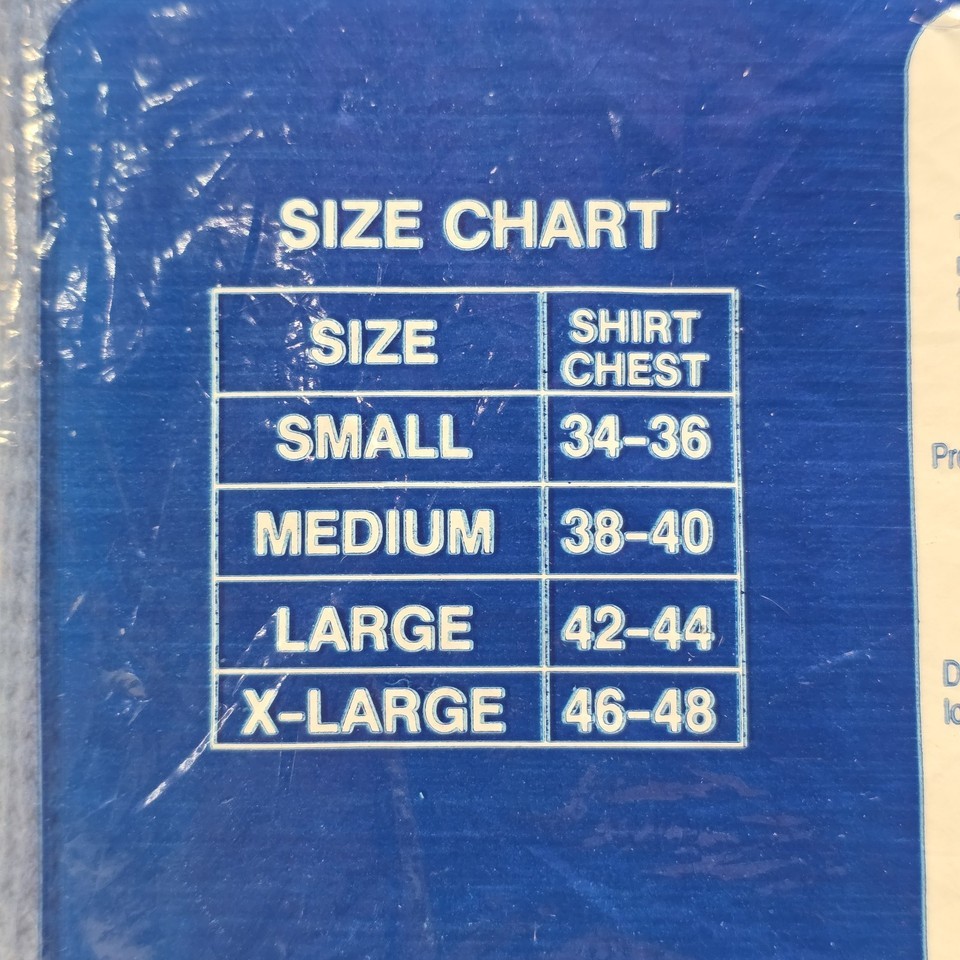 SIZE CHART
SIZE
SHIRT
CHEST
SMALL 34-36
MEDIUM 38-40
LARGE 42-44
X-LARGE 46-48